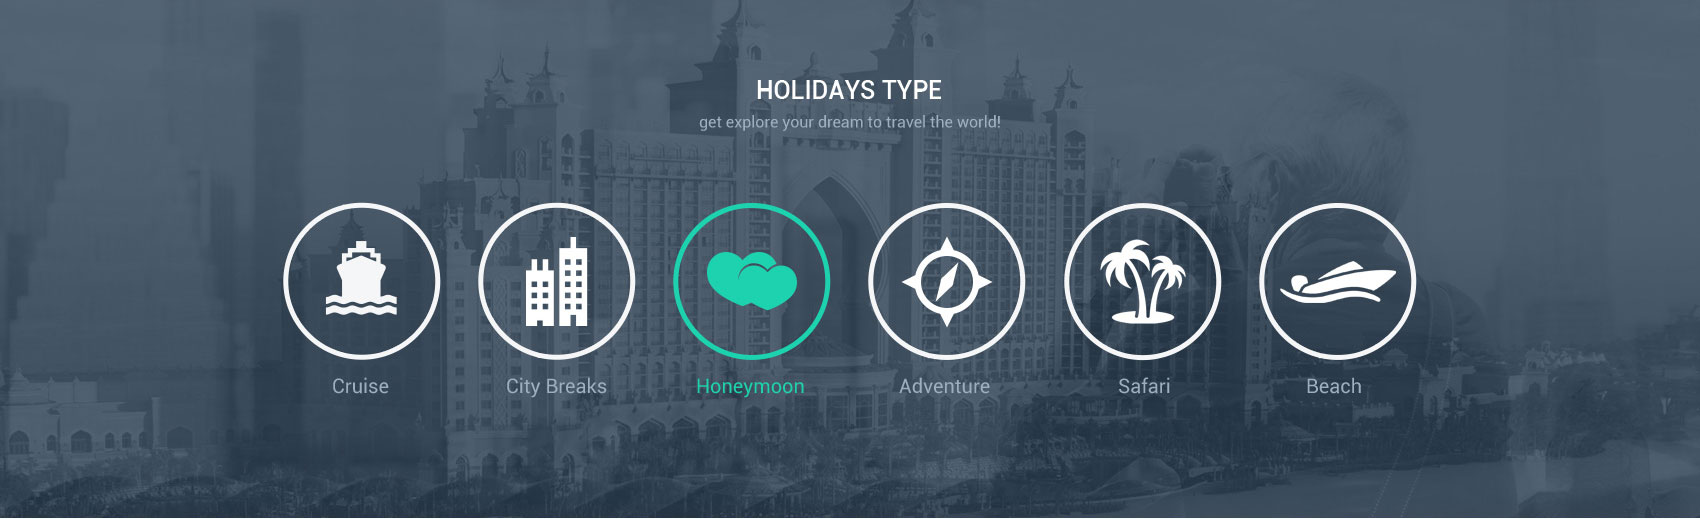 HOLIDAYS TYPE
get explore your dream to travel the world!
Cruise
City Breaks
Honeymoon
Adventure
Safari
Beach